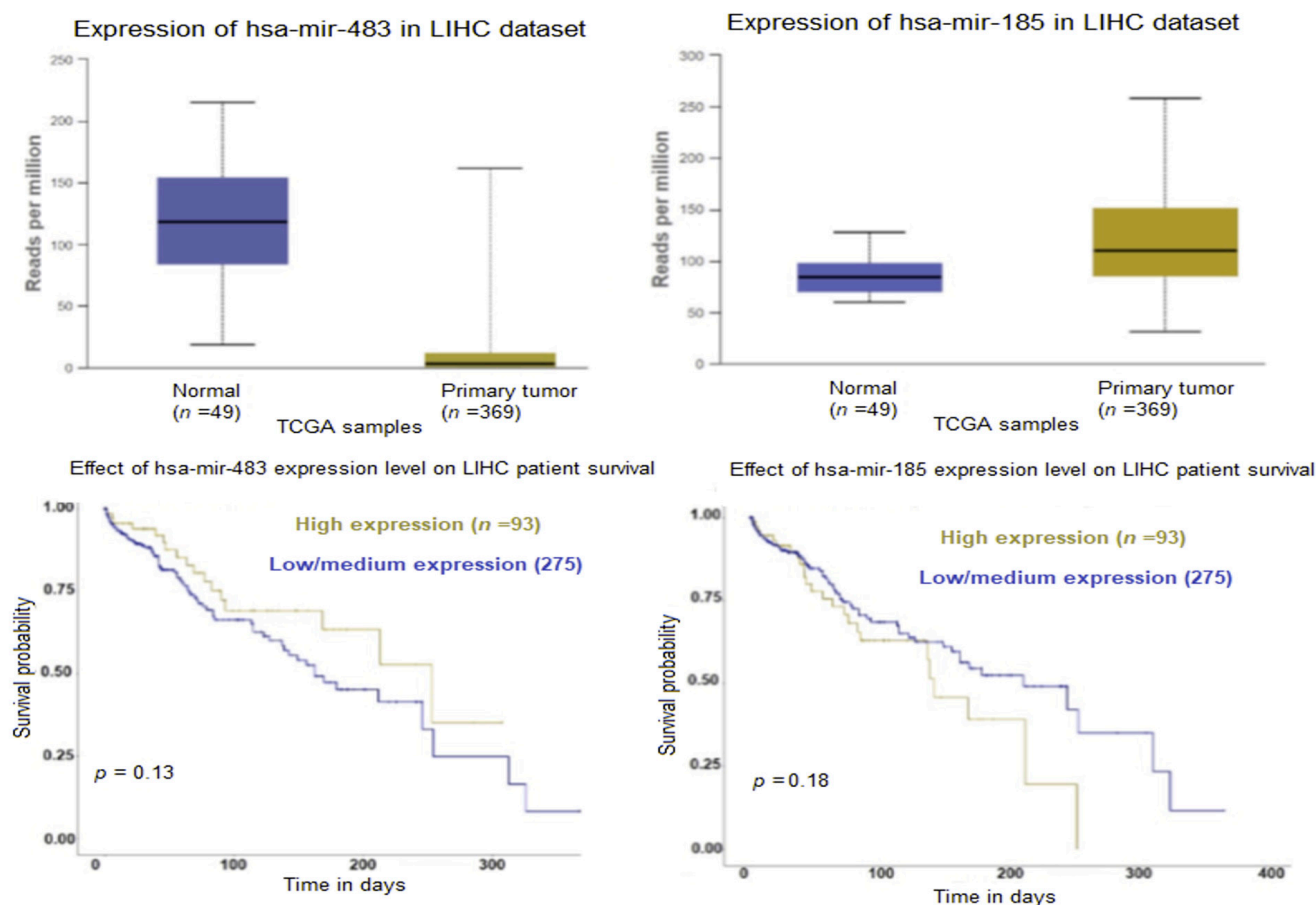 Expression of hsa-mir-483 in LIHC dataset
250
200
150
100
50
0
Reads per million
Normal
(n =49)
Primary tumor
(n =369)
TCGA samples
Expression of hsa-mir-185 in LIHC dataset
300
250
200
150
100
50
0
Reads per million
Normal
(n =49)
Primary tumor
(n =369)
TCGA samples
Effect of hsa-mir-483 expression level on LIHC patient survival
1.00
0.75
0.50
0.25
0.00
Survival probability
High expression (n =93)
Low/medium expression (275)
p = 0.13
0 100 200 300
Time in days
Effect of hsa-mir-185 expression level on LIHC patient survival
1.00
0.75
0.50
0.25
0.00
Survival probability
High expression (n =93)
Low/medium expression (275)
p = 0.18
0 100 200 300 400
Time in days